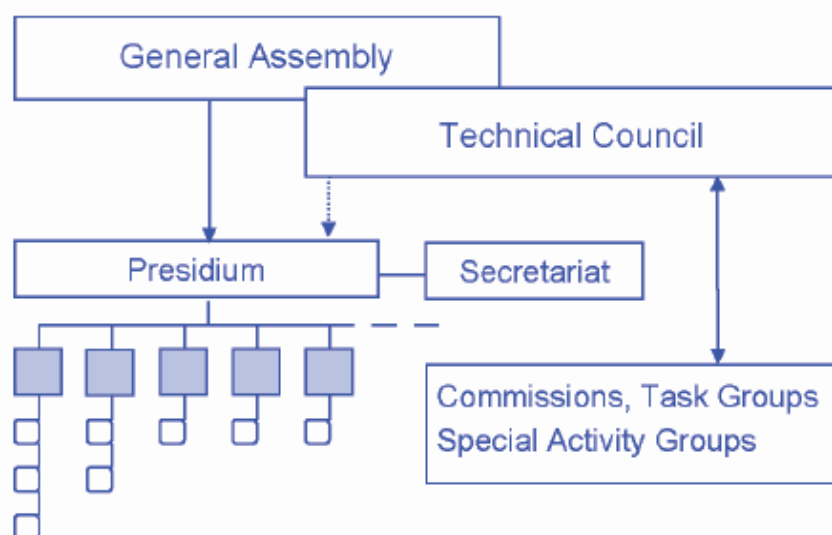 General Assembly
Technical Council
Presidium
Secretariat
Commissions, Task Groups
Special Activity Groups